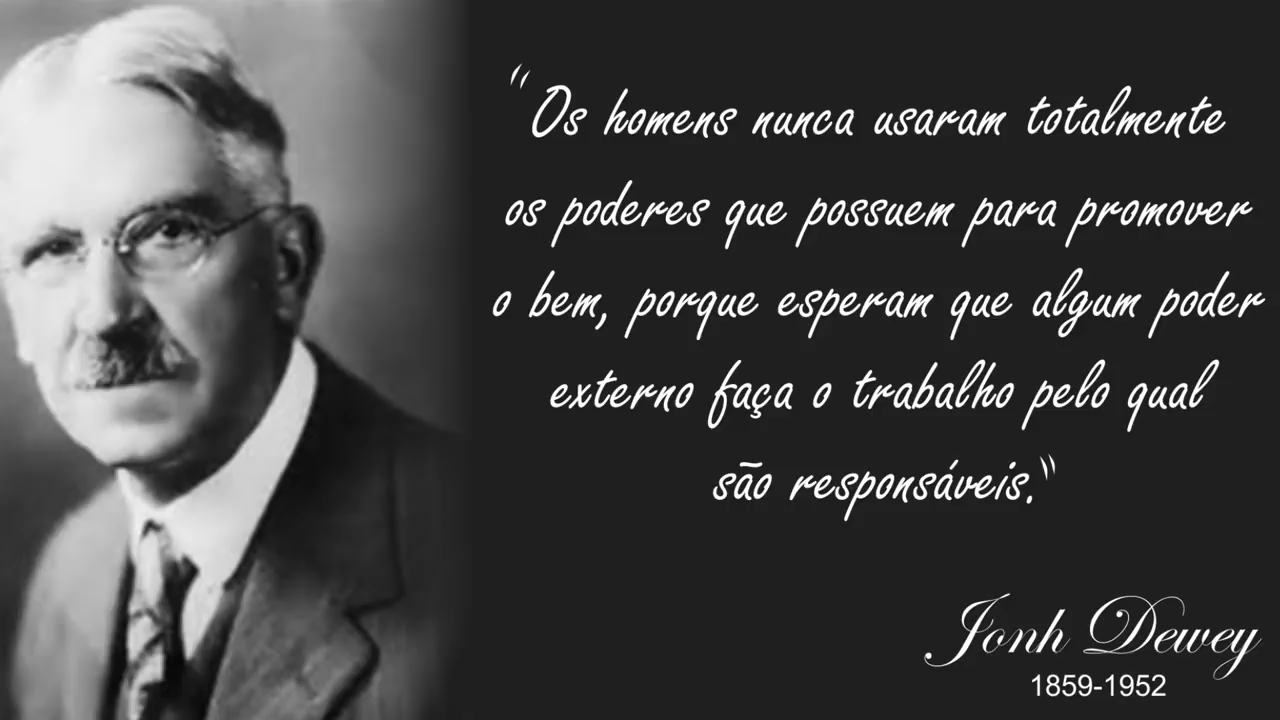 "Os homens nunca usaram totalmente
os poderes que possuem para promover
o bem, porque esperam que algum poder
externo faça o trabalho pelo qual
são responsáveis."
Jonh Dewey
1859-1952